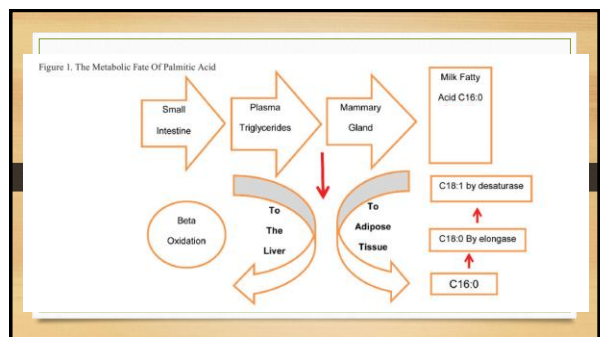 Figure 1. The Metabolic Fate Of Palmitic Acid
Small
Intestine
Plasma
Triglycerides
Mammary
Gland
Milk Fatty
Acid C16:0
Beta
Oxidation
To
The
Liver
To
Adipose
Tissue
C18:1 by desaturase
C18:0 By elongase
C16:0